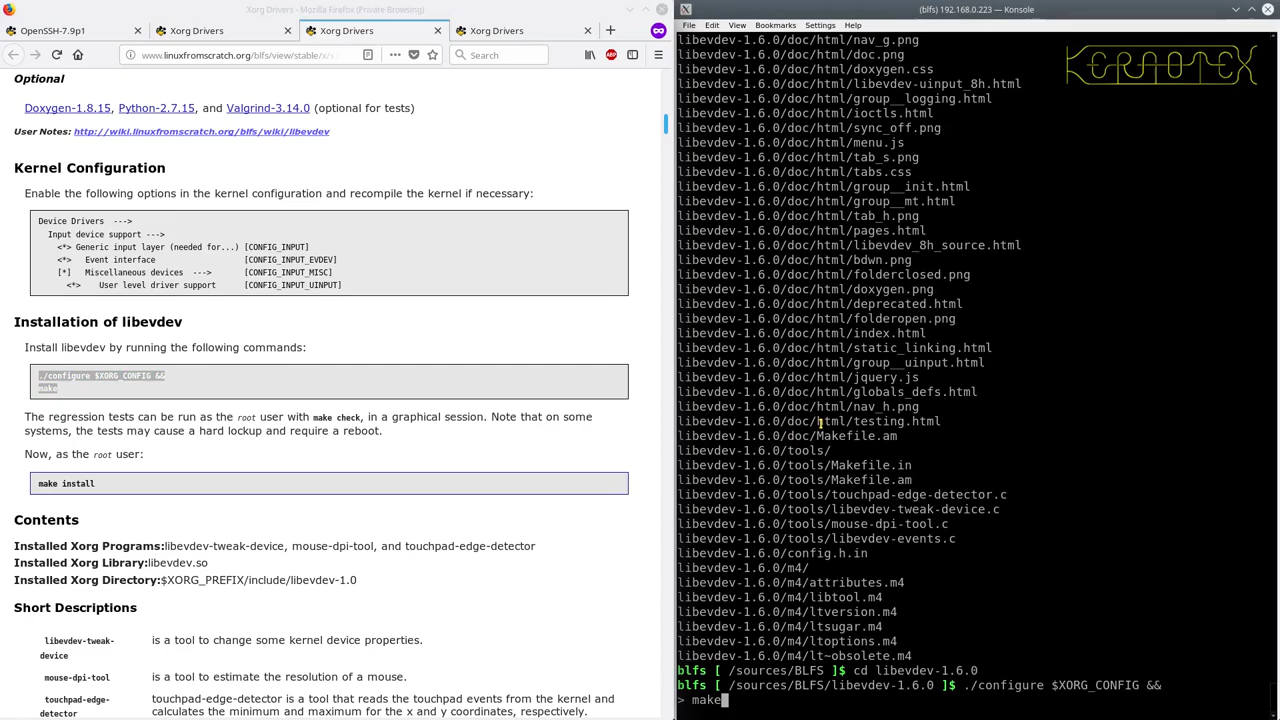 Xorg Drivers - Mozilla Firefox (Private Browsing)
OpenSSH-7.9p1
Xorg Drivers
Xorg Drivers
Xorg Drivers
www.linuxfromscratch.org/blfs/view/stable/x/x
Search
Optional
Doxygen-1.8.15, Python-2.7.15, and Valgrind-3.14.0 (optional for tests)
User Notes: http://wiki.linuxfromscratch.org/blfs/wiki/libevdev
Kernel Configuration
Enable the following options in the kernel configuration and recompile the kernel if necessary:
Device Drivers --->
Input device support --->
<*> Generic input layer (needed for...) [CONFIG_INPUT]
<*> Event interface [CONFIG_INPUT_EVDEV]
[*] Miscellaneous devices ---> [CONFIG_INPUT_MISC]
<*> User level driver support [CONFIG_INPUT_UINPUT]
Installation of libevdev
Install libevdev by running the following commands:
./configure $XORG_CONFIG &&
make
The regression tests can be run as the root user with make check, in a graphical session. Note that on some
systems, the tests may cause a hard lockup and require a reboot.
Now, as the root user:
make install
Contents
Installed Xorg Programs:libevdev-tweak-device, mouse-dpi-tool, and touchpad-edge-detector
Installed Xorg Library:libevdev.so
Installed Xorg Directory:$XORG_PREFIX/include/libevdev-1.0
Short Descriptions
libevdev-tweak-
device
is a tool to change some kernel device properties.
mouse-dpi-tool is a tool to estimate the resolution of a mouse.
touchpad-edge-
detector
touchpad-edge-detector is a tool that reads the touchpad events from the kernel and
calculates the minimum and maximum for the x and y coordinates, respectively.
(blfs) 192.168.0.223 — Konsole
File Edit View Bookmarks Settings Help
KERAOTEX
libevdev-1.6.0/doc/html/nav_g.png
libevdev-1.6.0/doc/html/doc.png
libevdev-1.6.0/doc/html/doxygen.css
libevdev-1.6.0/doc/html/libevdev-uinput_8h.html
libevdev-1.6.0/doc/html/group__logging.html
libevdev-1.6.0/doc/html/ioctls.html
libevdev-1.6.0/doc/html/sync_off.png
libevdev-1.6.0/doc/html/menu.js
libevdev-1.6.0/doc/html/tab_s.png
libevdev-1.6.0/doc/html/tabs.css
libevdev-1.6.0/doc/html/group__init.html
libevdev-1.6.0/doc/html/group__mt.html
libevdev-1.6.0/doc/html/tab_h.png
libevdev-1.6.0/doc/html/pages.html
libevdev-1.6.0/doc/html/libevdev_8h_source.html
libevdev-1.6.0/doc/html/bdwn.png
libevdev-1.6.0/doc/html/folderclosed.png
libevdev-1.6.0/doc/html/doxygen.png
libevdev-1.6.0/doc/html/deprecated.html
libevdev-1.6.0/doc/html/folderopen.png
libevdev-1.6.0/doc/html/index.html
libevdev-1.6.0/doc/html/static_linking.html
libevdev-1.6.0/doc/html/group__uinput.html
libevdev-1.6.0/doc/html/jquery.js
libevdev-1.6.0/doc/html/globals_defs.html
libevdev-1.6.0/doc/html/nav_h.png
libevdev-1.6.0/doc/html/testing.html
libevdev-1.6.0/doc/Makefile.am
libevdev-1.6.0/tools/
libevdev-1.6.0/tools/Makefile.in
libevdev-1.6.0/tools/Makefile.am
libevdev-1.6.0/tools/touchpad-edge-detector.c
libevdev-1.6.0/tools/libevdev-tweak-device.c
libevdev-1.6.0/tools/mouse-dpi-tool.c
libevdev-1.6.0/tools/libevdev-events.c
libevdev-1.6.0/config.h.in
libevdev-1.6.0/m4/
libevdev-1.6.0/m4/attributes.m4
libevdev-1.6.0/m4/libtool.m4
libevdev-1.6.0/m4/ltversion.m4
libevdev-1.6.0/m4/ltsugar.m4
libevdev-1.6.0/m4/ltoptions.m4
libevdev-1.6.0/m4/lt~obsolete.m4
blfs [ /sources/BLFS ]$ cd libevdev-1.6.0
blfs [ /sources/BLFS/libevdev-1.6.0 ]$ ./configure $XORG_CONFIG &&
> make